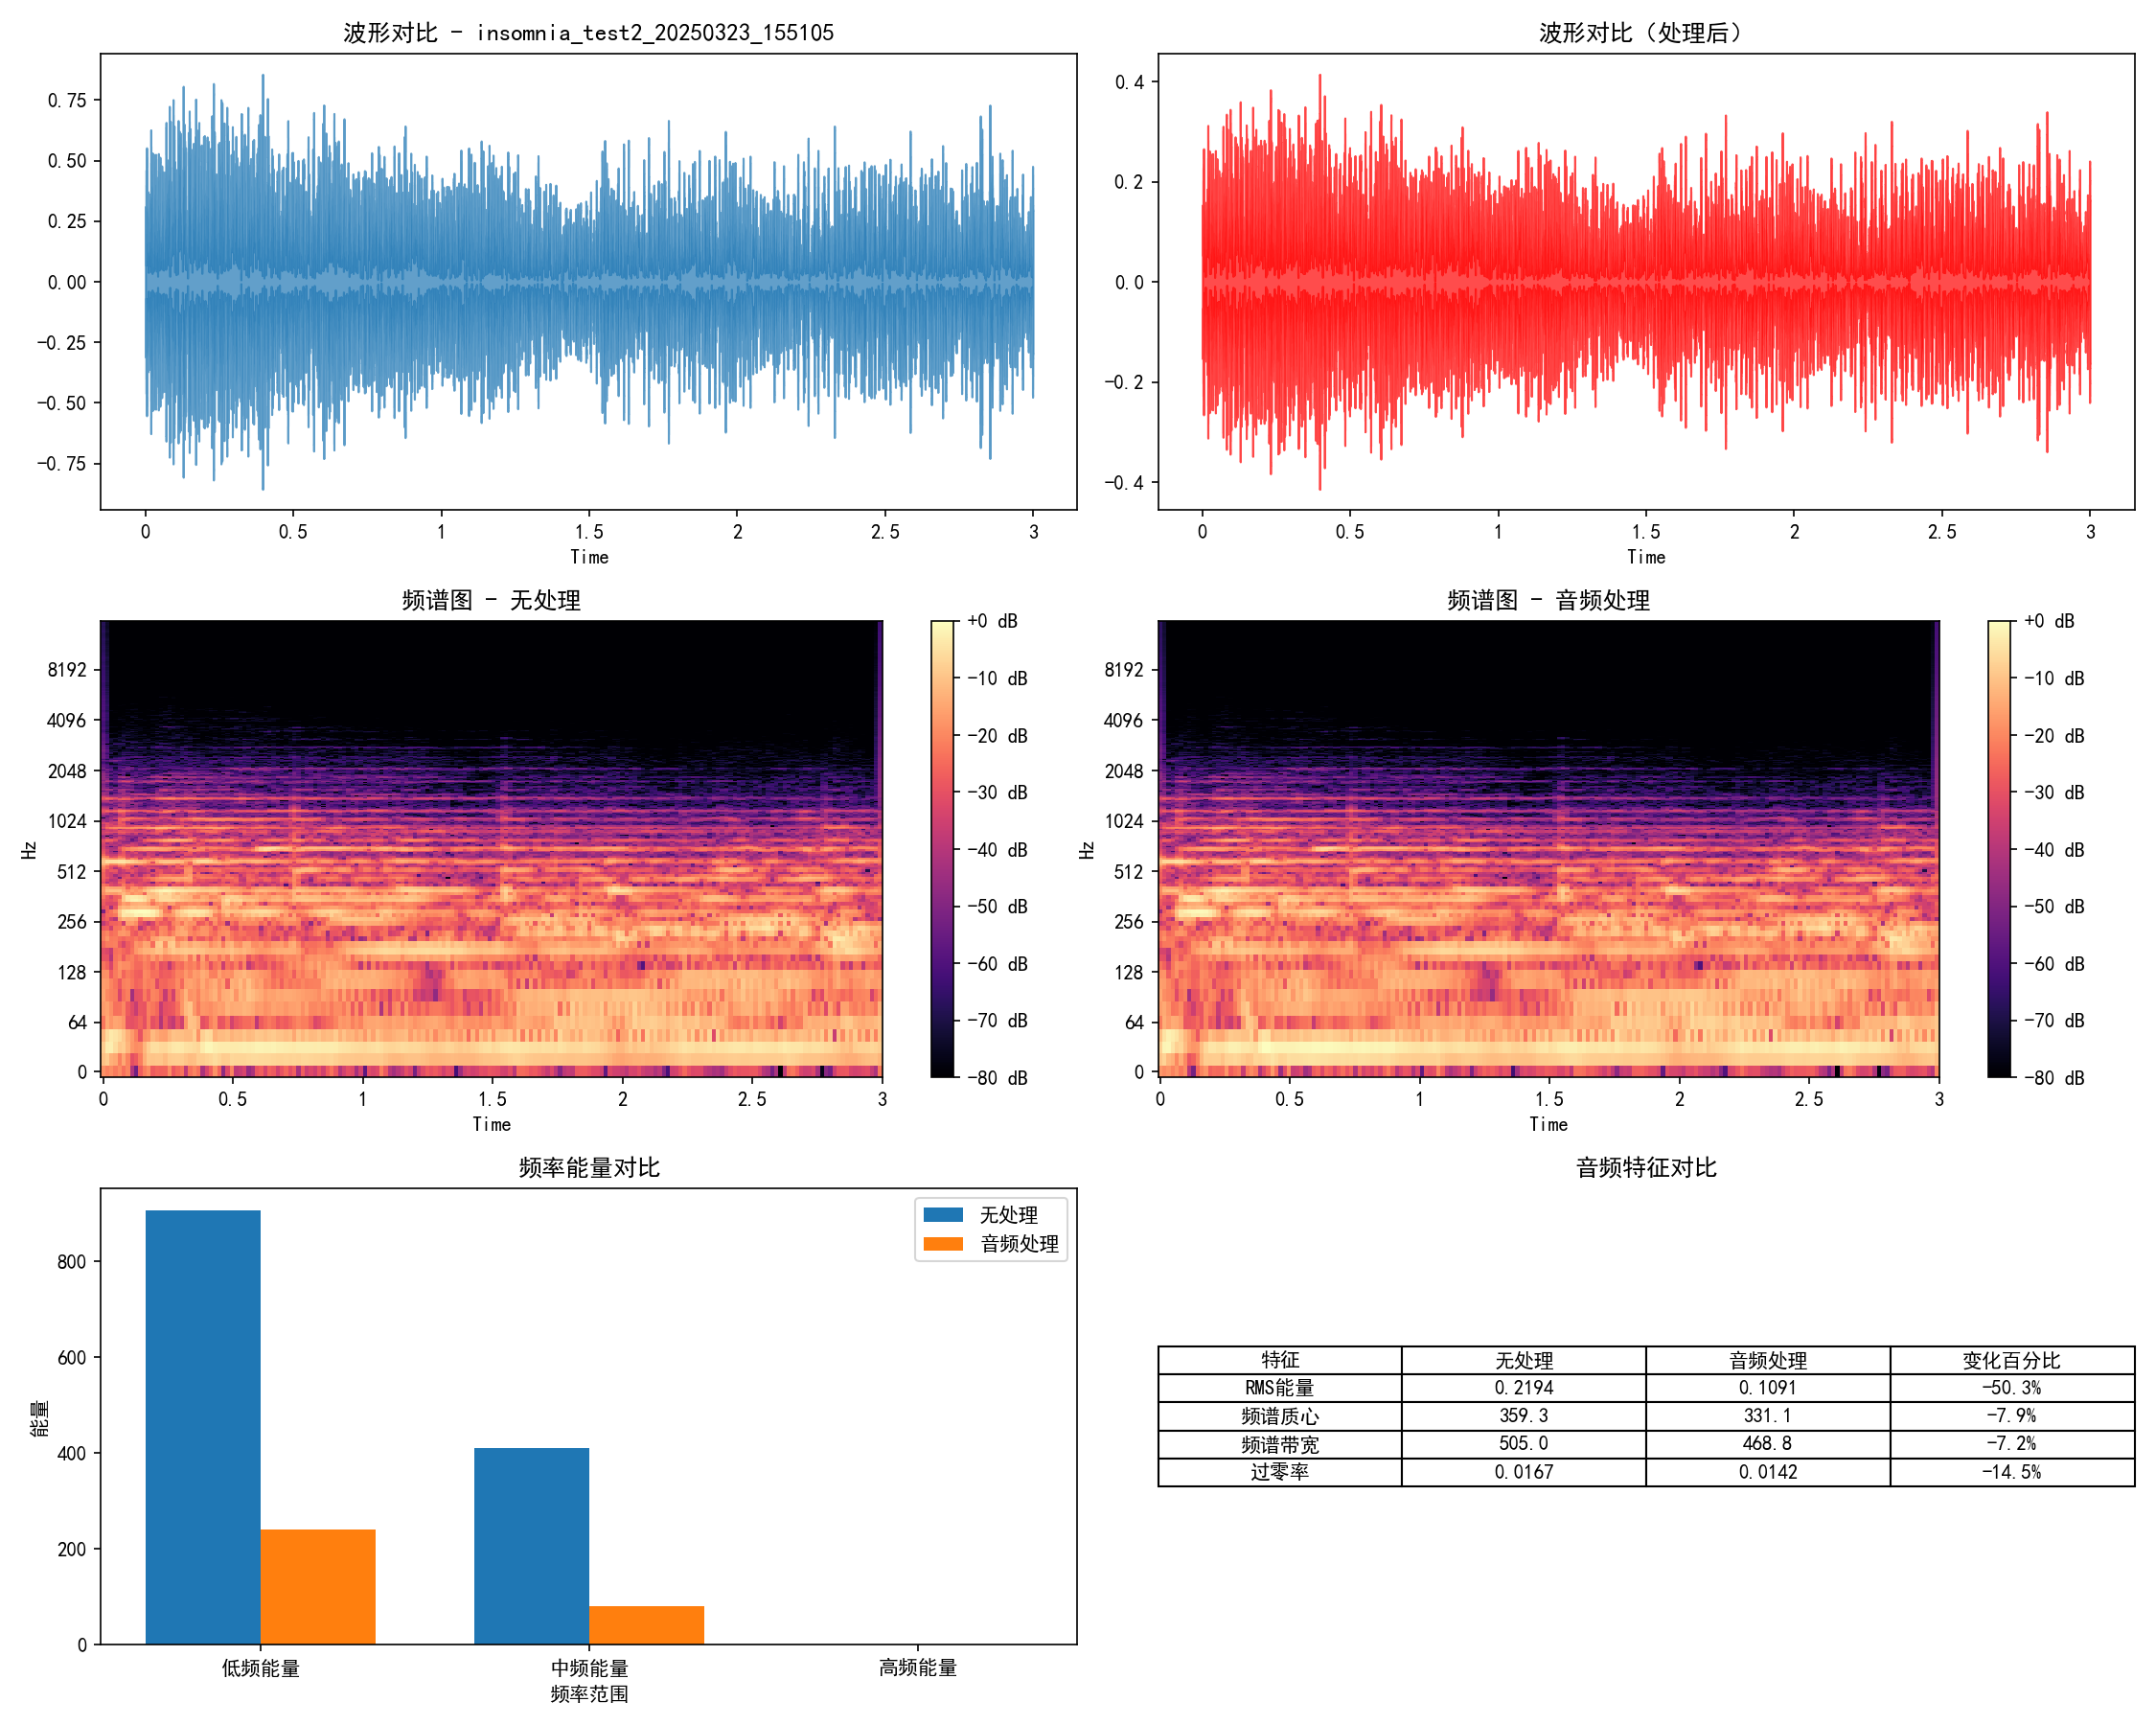 波形对比 - insomnia_test2_20250323_155105
0.75
0.50
0.25
0.00
-0.25
-0.50
-0.75
0 0.5 1 1.5 2 2.5 3
Time
波形对比（处理后）
0.4
0.2
0.0
-0.2
-0.4
0 0.5 1 1.5 2 2.5 3
Time
频谱图 - 无处理
Hz
8192
4096
2048
1024
512
256
128
64
0
0 0.5 1 1.5 2 2.5 3
Time
+0 dB
-10 dB
-20 dB
-30 dB
-40 dB
-50 dB
-60 dB
-70 dB
-80 dB
频谱图 - 音频处理
Hz
8192
4096
2048
1024
512
256
128
64
0
0 0.5 1 1.5 2 2.5 3
Time
+0 dB
-10 dB
-20 dB
-30 dB
-40 dB
-50 dB
-60 dB
-70 dB
-80 dB
频率能量对比
能量
800
600
400
200
0
无处理
音频处理
低频能量 中频能量 高频能量
频率范围
音频特征对比
特征 无处理 音频处理 变化百分比
RMS能量 0.2194 0.1091 -50.3%
频谱质心 359.3 331.1 -7.9%
频谱带宽 505.0 468.8 -7.2%
过零率 0.0167 0.0142 -14.5%